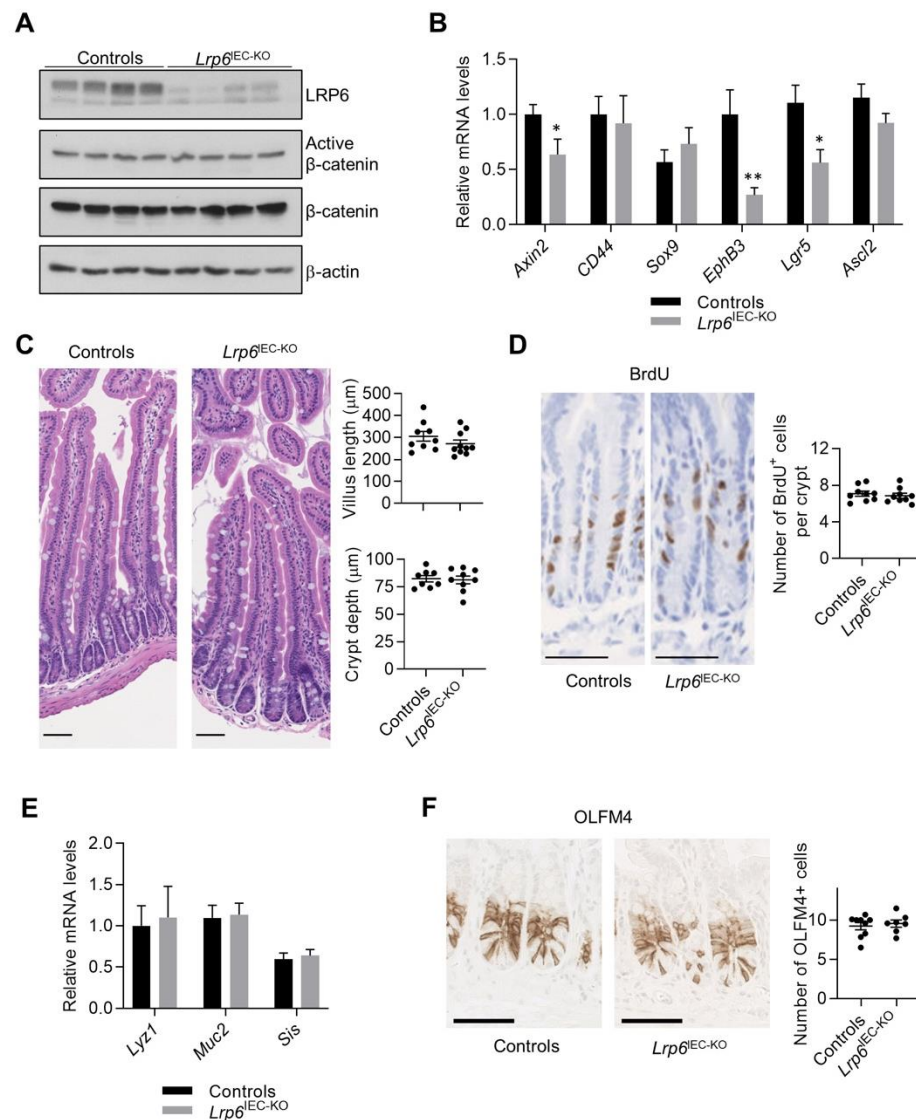 A
Controls
Lrp6IEC-KO
LRP6
Active
β-catenin
β-catenin
β-actin
B
Relative mRNA levels
1.5
1.0
0.5
0.0
*
**
*
Axin2
CD44
Sox9
EphB3
Lgr5
Ascl2
Controls
Lrp6IEC-KO
C
Controls
Lrp6IEC-KO
Villus length (μm)
500
400
300
200
100
0
Crypt depth (μm)
100
75
50
25
0
Controls
Lrp6IEC-KO
D
BrdU
Controls
Lrp6IEC-KO
Number of BrdU+ cells
per crypt
12
9
6
3
0
Controls
Lrp6IEC-KO
E
Relative mRNA levels
2.0
1.5
1.0
0.5
0.0
Lyz1
Muc2
Sis
Controls
Lrp6IEC-KO
F
OLFM4
Controls
Lrp6IEC-KO
Number of OLFM4+ cells
15
10
5
0
Controls
Lrp6IEC-KO